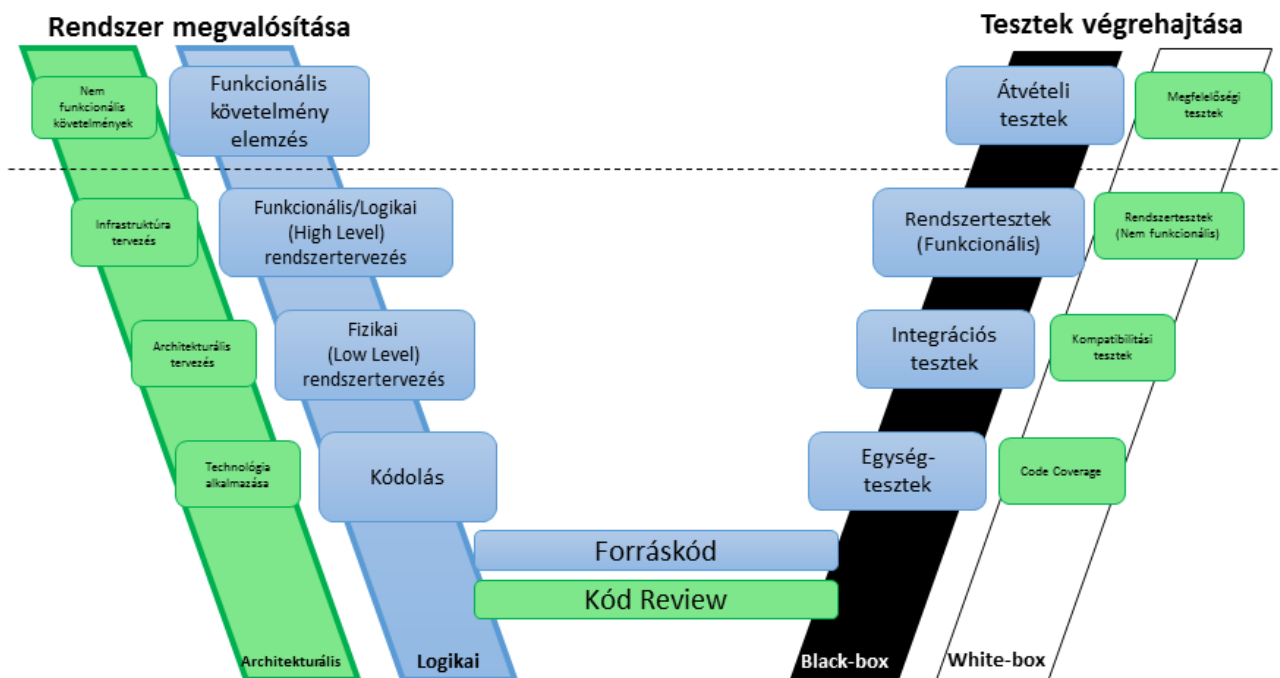 Rendszer megvalósítása
Tesztek végrehajtása
Nem
funkcionális
követelmények
Funkcionális
követelmény
elemzés
Átvételi
tesztek
Megfelelőségi
tesztek
Infrastruktúra
tervezés
Funkcionális/Logikai
(High Level)
rendszertervezés
Rendszertesztek
(Funkcionális)
Rendszertesztek
(Nem funkcionális)
Architekturális
tervezés
Fizikai
(Low Level)
rendszertervezés
Integrációs
tesztek
Kompatibilitási
tesztek
Technológia
alkalmazása
Kódolás
Egység-
tesztek
Code Coverage
Forráskód
Kód Review
Architekturális
Logikai
Black-box
White-box